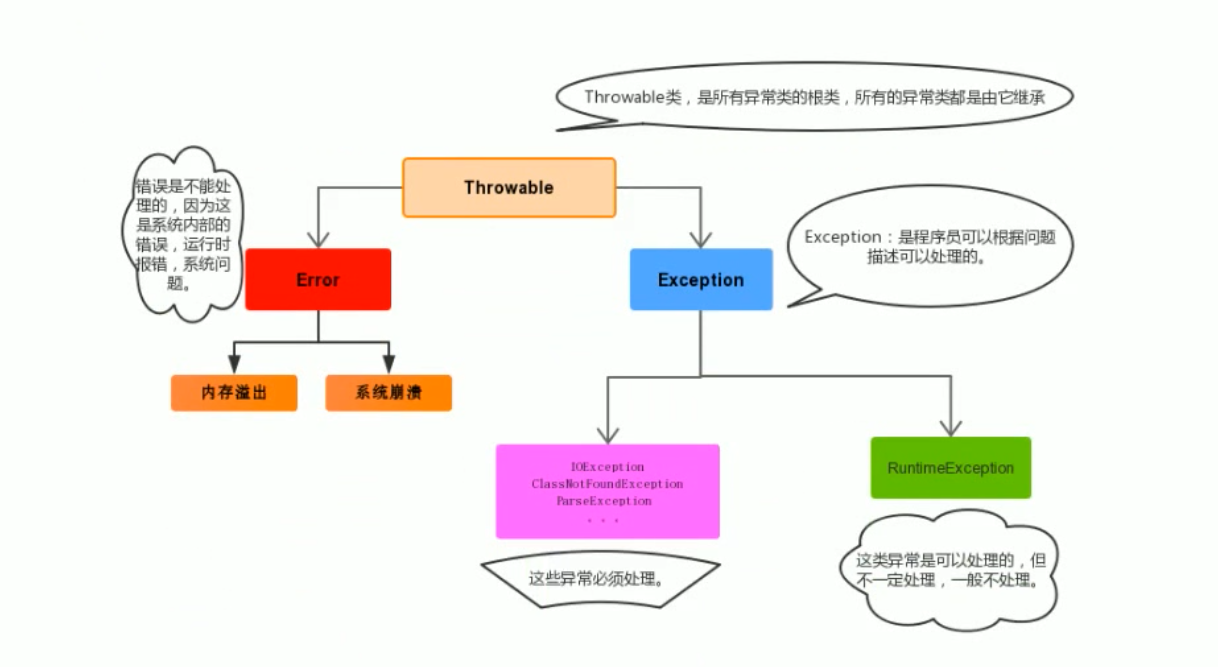 Throwable类，是所有异常类的根类，所有的异常类都是由它继承
Throwable
错误是不能处
理的，因为这
是系统内部的
错误，运行时
报错，系统问
题。
Error
Exception
Exception：是程序员可以根据问题
描述可以处理的。
内存溢出
系统崩溃
IOException
ClassNotFoundException
ParseException
. . .
RuntimeException
这些异常必须处理。
这类异常是可以处理的，但
不一定处理，一般不处理。